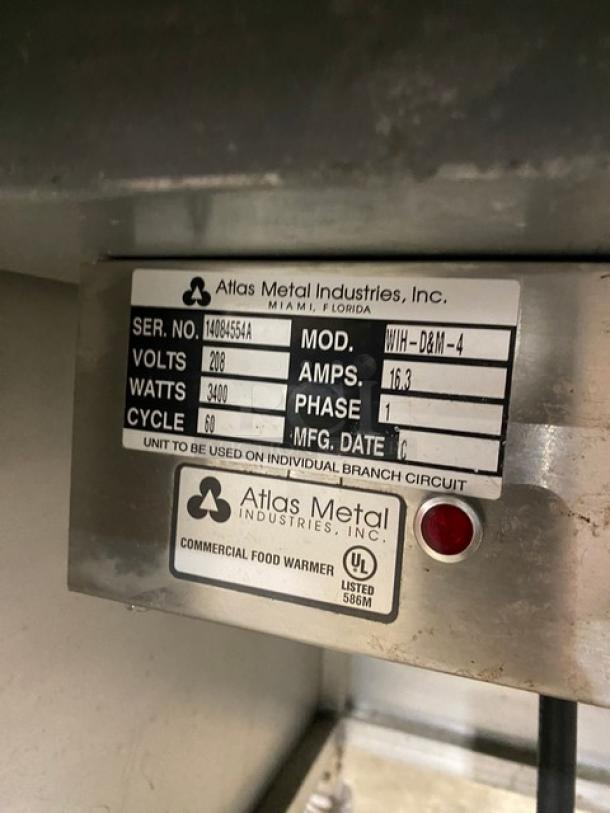 Atlas Metal Industries, Inc.
MIAMI, FLORIDA
SER. NO. 14084554A MOD. WIH-D&M-4
VOLTS 208 AMPS. 16.3
WATTS 3400 PHASE 1
CYCLE 60 MFG. DATE C
UNIT TO BE USED ON INDIVIDUAL BRANCH CIRCUIT
Atlas Metal
INDUSTRIES, INC.
COMMERCIAL FOOD WARMER
UL
LISTED
586M